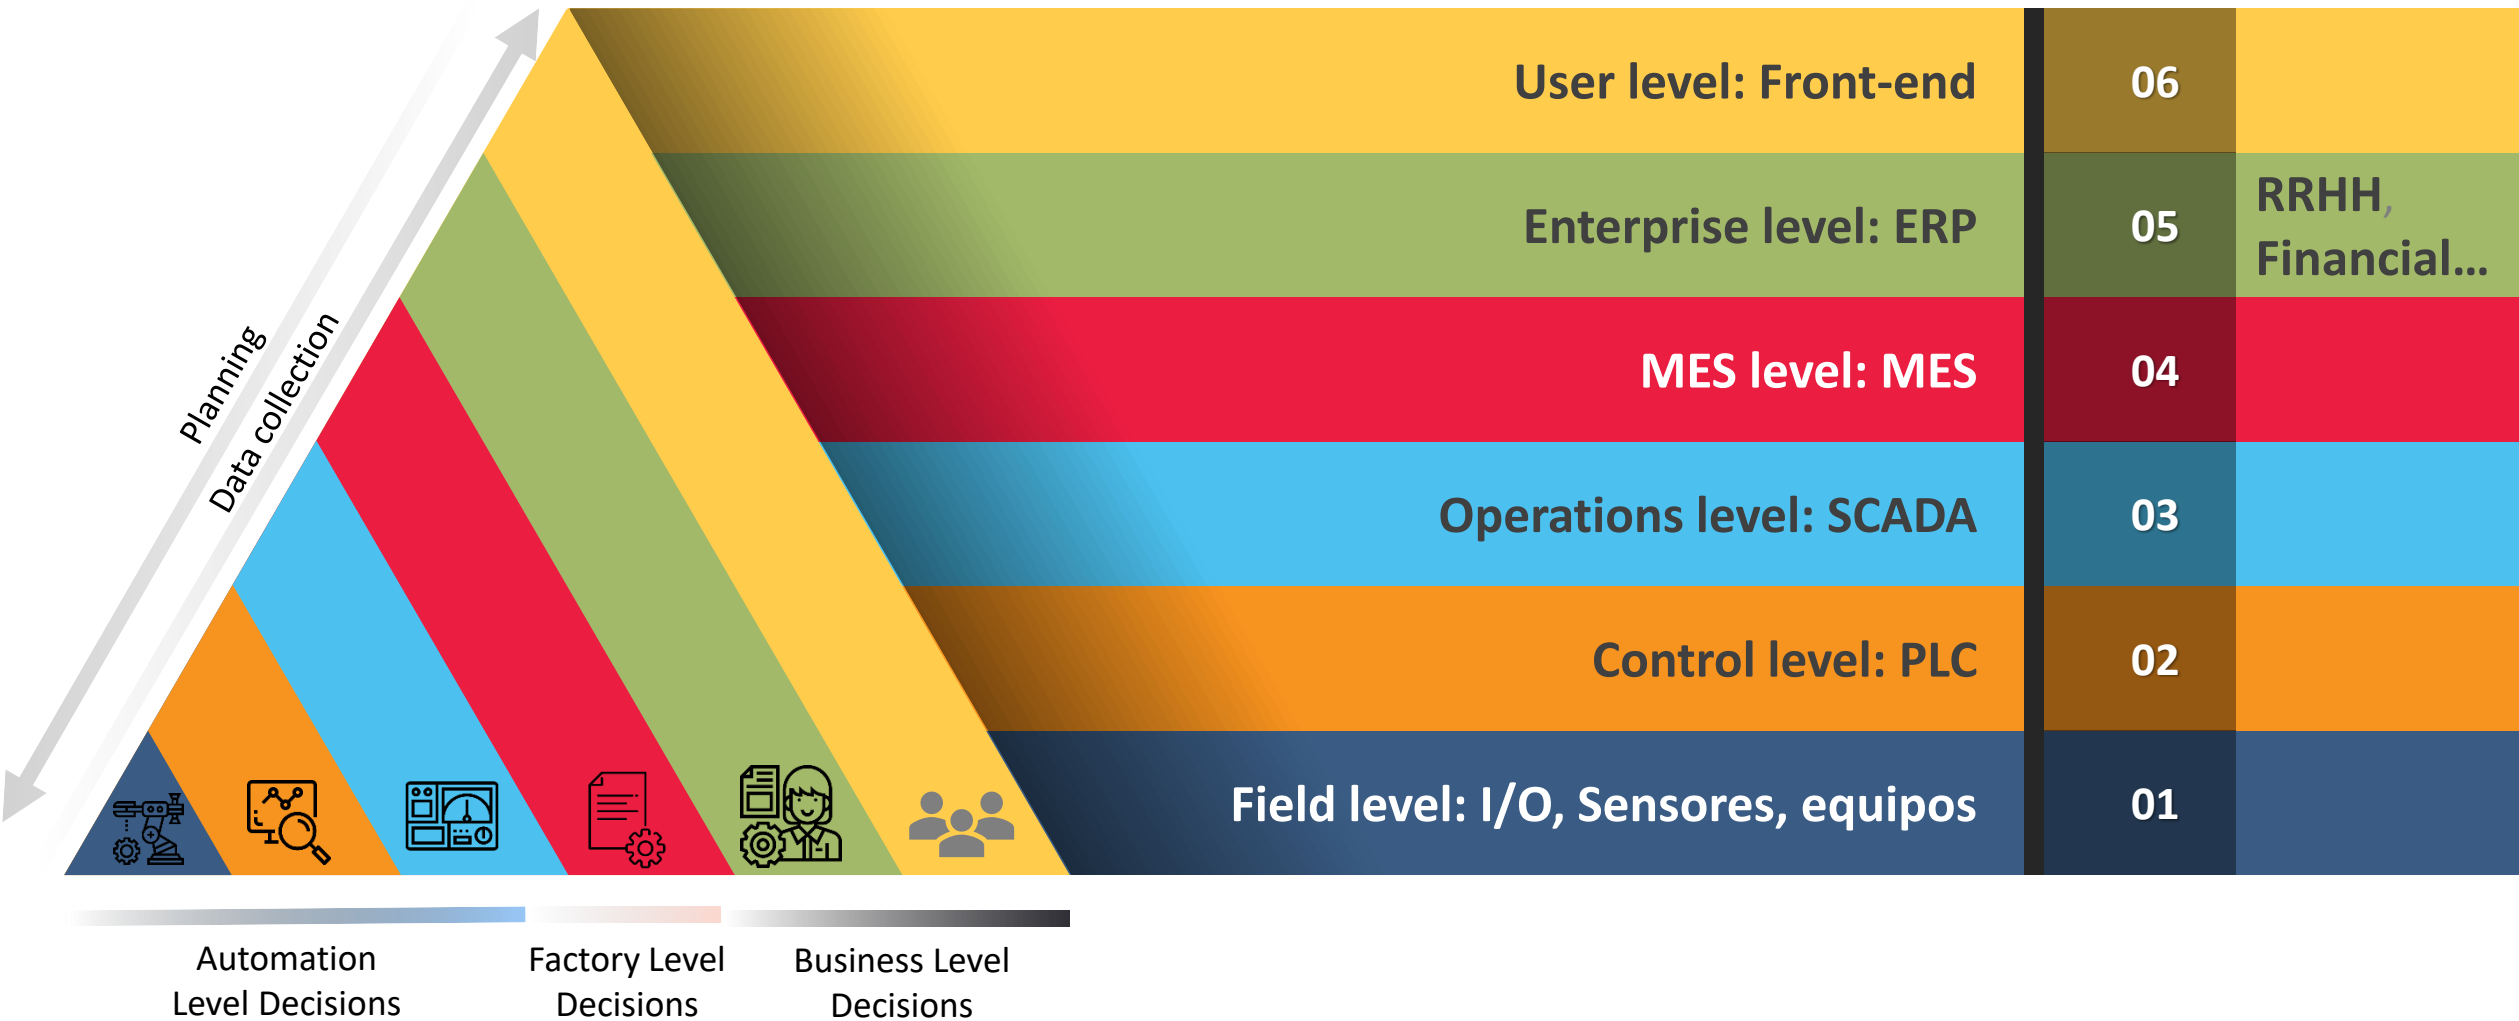 User level: Front-end
06
Enterprise level: ERP
05
RRHH,
Financial...
MES level: MES
04
Operations level: SCADA
03
Control level: PLC
02
Field level: I/O, Sensores, equipos
01
Planning
Data collection
Automation
Level Decisions
Factory Level
Decisions
Business Level
Decisions